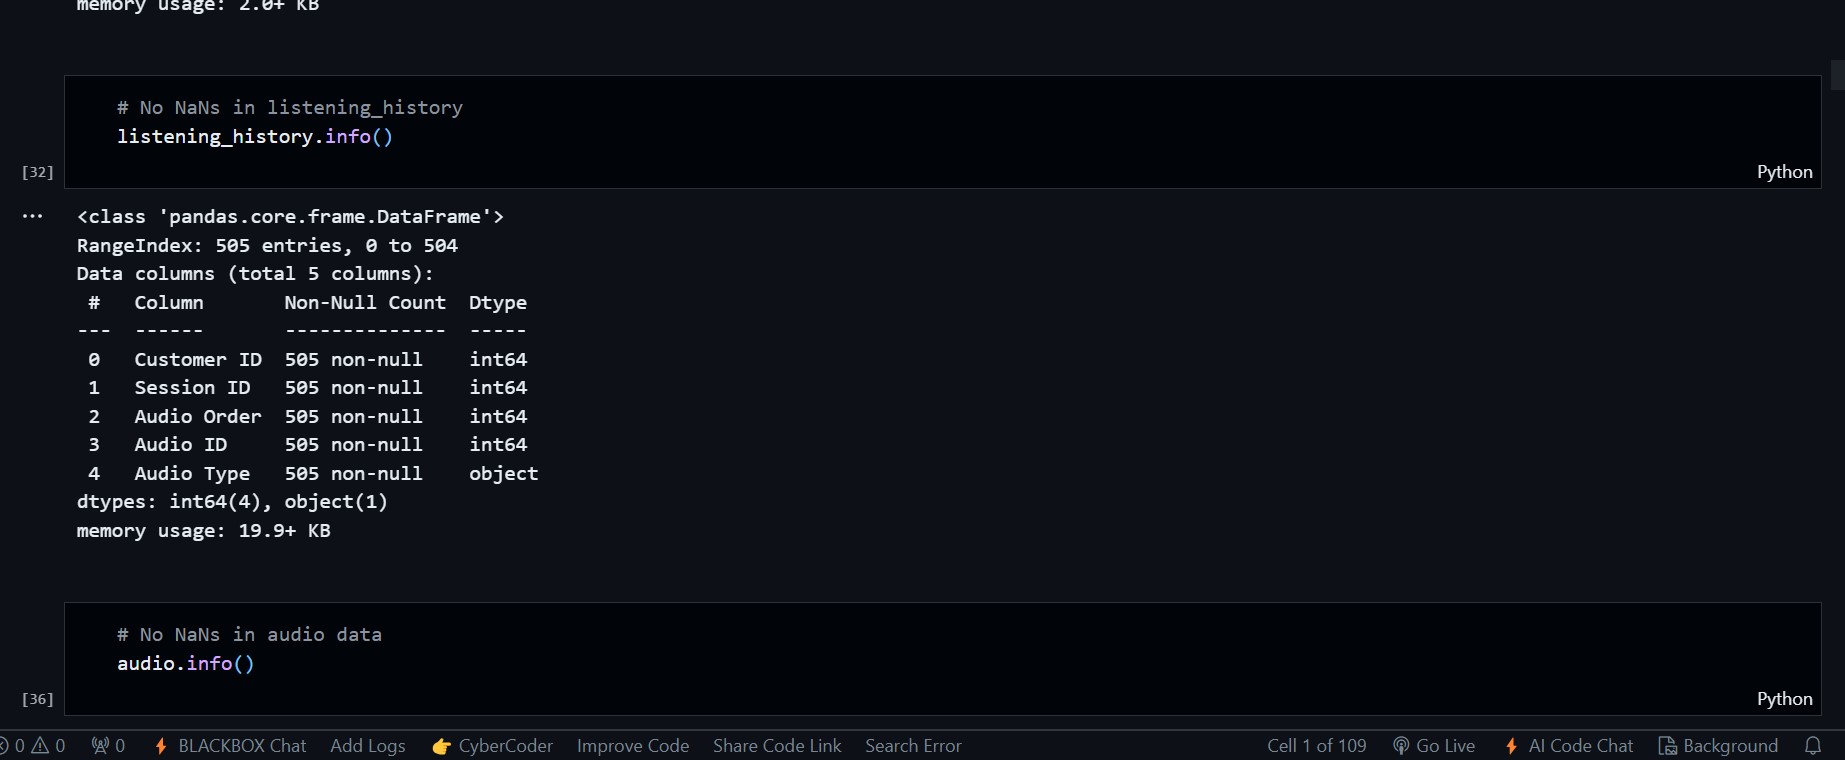 memory usage: 2.0+ KB
# No NaNs in listening_history
listening_history.info()
[32]
Python
<class 'pandas.core.frame.DataFrame'>
RangeIndex: 505 entries, 0 to 504
Data columns (total 5 columns):
 #   Column       Non-Null Count  Dtype
---  ------       --------------  -----
 0   Customer ID  505 non-null    int64
 1   Session ID   505 non-null    int64
 2   Audio Order  505 non-null    int64
 3   Audio ID     505 non-null    int64
 4   Audio Type   505 non-null    object
dtypes: int64(4), object(1)
memory usage: 19.9+ KB
# No NaNs in audio data
audio.info()
[36]
Python
0 0 0 BLACKBOX Chat Add Logs CyberCoder Improve Code Share Code Link Search Error Cell 1 of 109 Go Live AI Code Chat Background